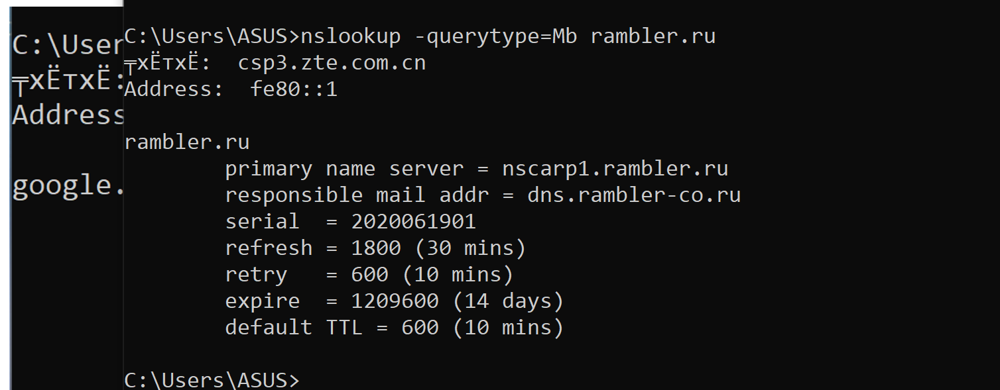 C:\User
╤хЁтхЁ:
Address
google.
C:\Users\ASUS>nslookup -querytype=Mb rambler.ru
╤хЁтхЁ:  csp3.zte.com.cn
Address:  fe80::1
rambler.ru
primary name server = nscarp1.rambler.ru
responsible mail addr = dns.rambler-co.ru
serial  = 2020061901
refresh = 1800 (30 mins)
retry   = 600 (10 mins)
expire  = 1209600 (14 days)
default TTL = 600 (10 mins)
C:\Users\ASUS>